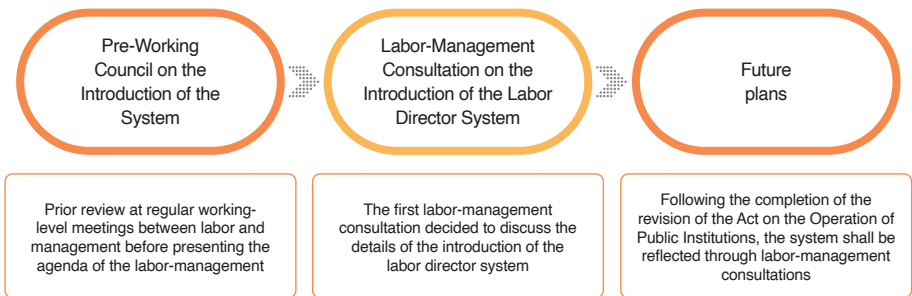 Pre-Working
Council on the
Introduction of the
System
Labor-Management
Consultation on the
Introduction of the Labor
Director System
Future
plans
Prior review at regular working-
level meetings between labor and
management before presenting the
agenda of the labor-management
The first labor-management
consultation decided to discuss the
details of the introduction of the
labor director system
Following the completion of the
revision of the Act on the Operation of
Public Institutions, the system shall be
reflected through labor-management
consultations